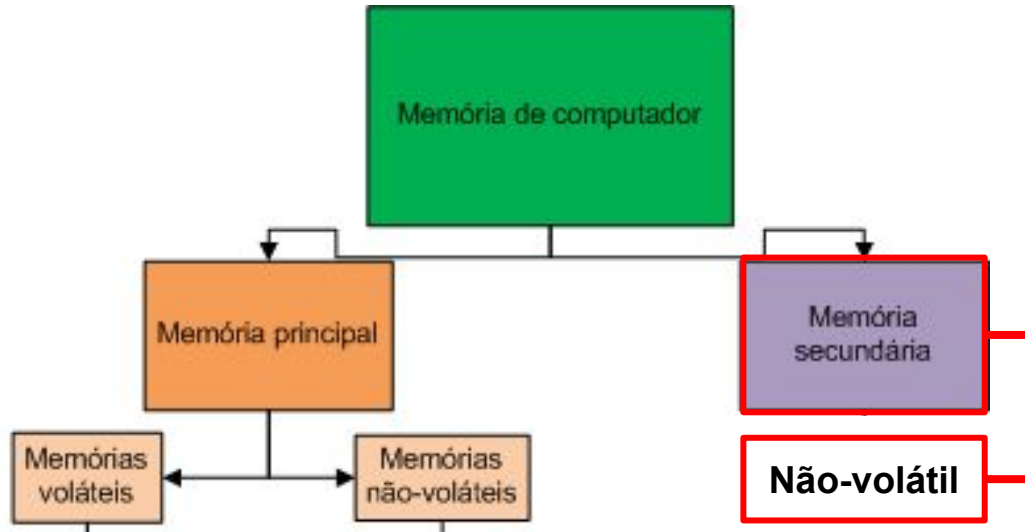 Memória de computador
Memória principal
Memória
secundária
Memórias
voláteis
Memórias
não-voláteis
Não-volátil